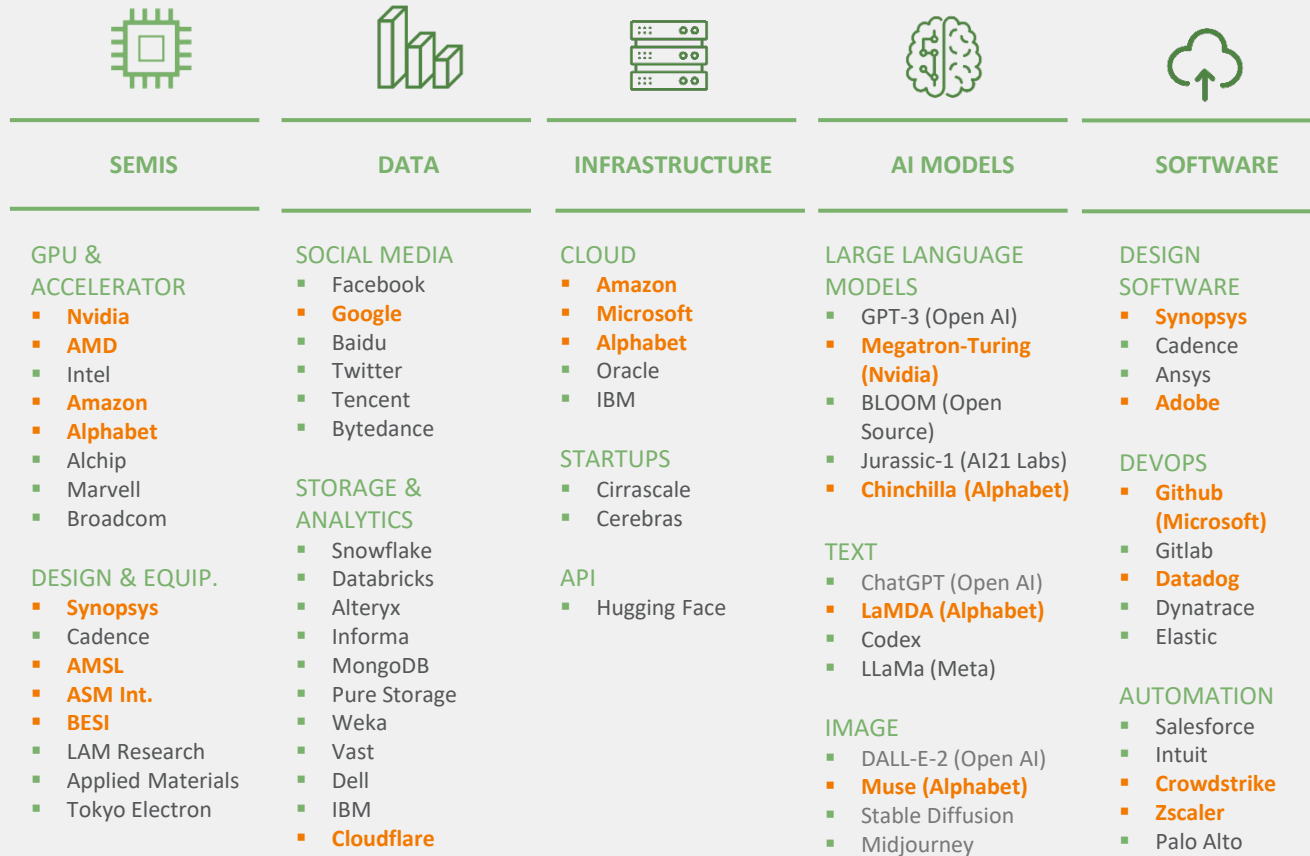 SEMIS
DATA
INFRASTRUCTURE
AI MODELS
SOFTWARE
GPU &
ACCELERATOR
Nvidia
AMD
Intel
Amazon
Alphabet
Alchip
Marvell
Broadcom
DESIGN & EQUIP.
Synopsys
Cadence
AMSL
ASM Int.
BESI
LAM Research
Applied Materials
Tokyo Electron
SOCIAL MEDIA
Facebook
Google
Baidu
Twitter
Tencent
Bytedance
STORAGE &
ANALYTICS
Snowflake
Databricks
Alteryx
Informa
MongoDB
Pure Storage
Weka
Vast
Dell
IBM
Cloudflare
CLOUD
Amazon
Microsoft
Alphabet
Oracle
IBM
STARTUPS
Cirrascale
Cerebras
API
Hugging Face
LARGE LANGUAGE
MODELS
GPT-3 (Open AI)
Megatron-Turing
(Nvidia)
BLOOM (Open
Source)
Jurassic-1 (AI21 Labs)
Chinchilla (Alphabet)
TEXT
ChatGPT (Open AI)
LaMDA (Alphabet)
Codex
LLaMa (Meta)
IMAGE
DALL-E-2 (Open AI)
Muse (Alphabet)
Stable Diffusion
Midjourney
DESIGN
SOFTWARE
Synopsys
Cadence
Ansys
Adobe
DEVOPS
Github
(Microsoft)
Gitlab
Datadog
Dynatrace
Elastic
AUTOMATION
Salesforce
Intuit
Crowdstrike
Zscaler
Palo Alto